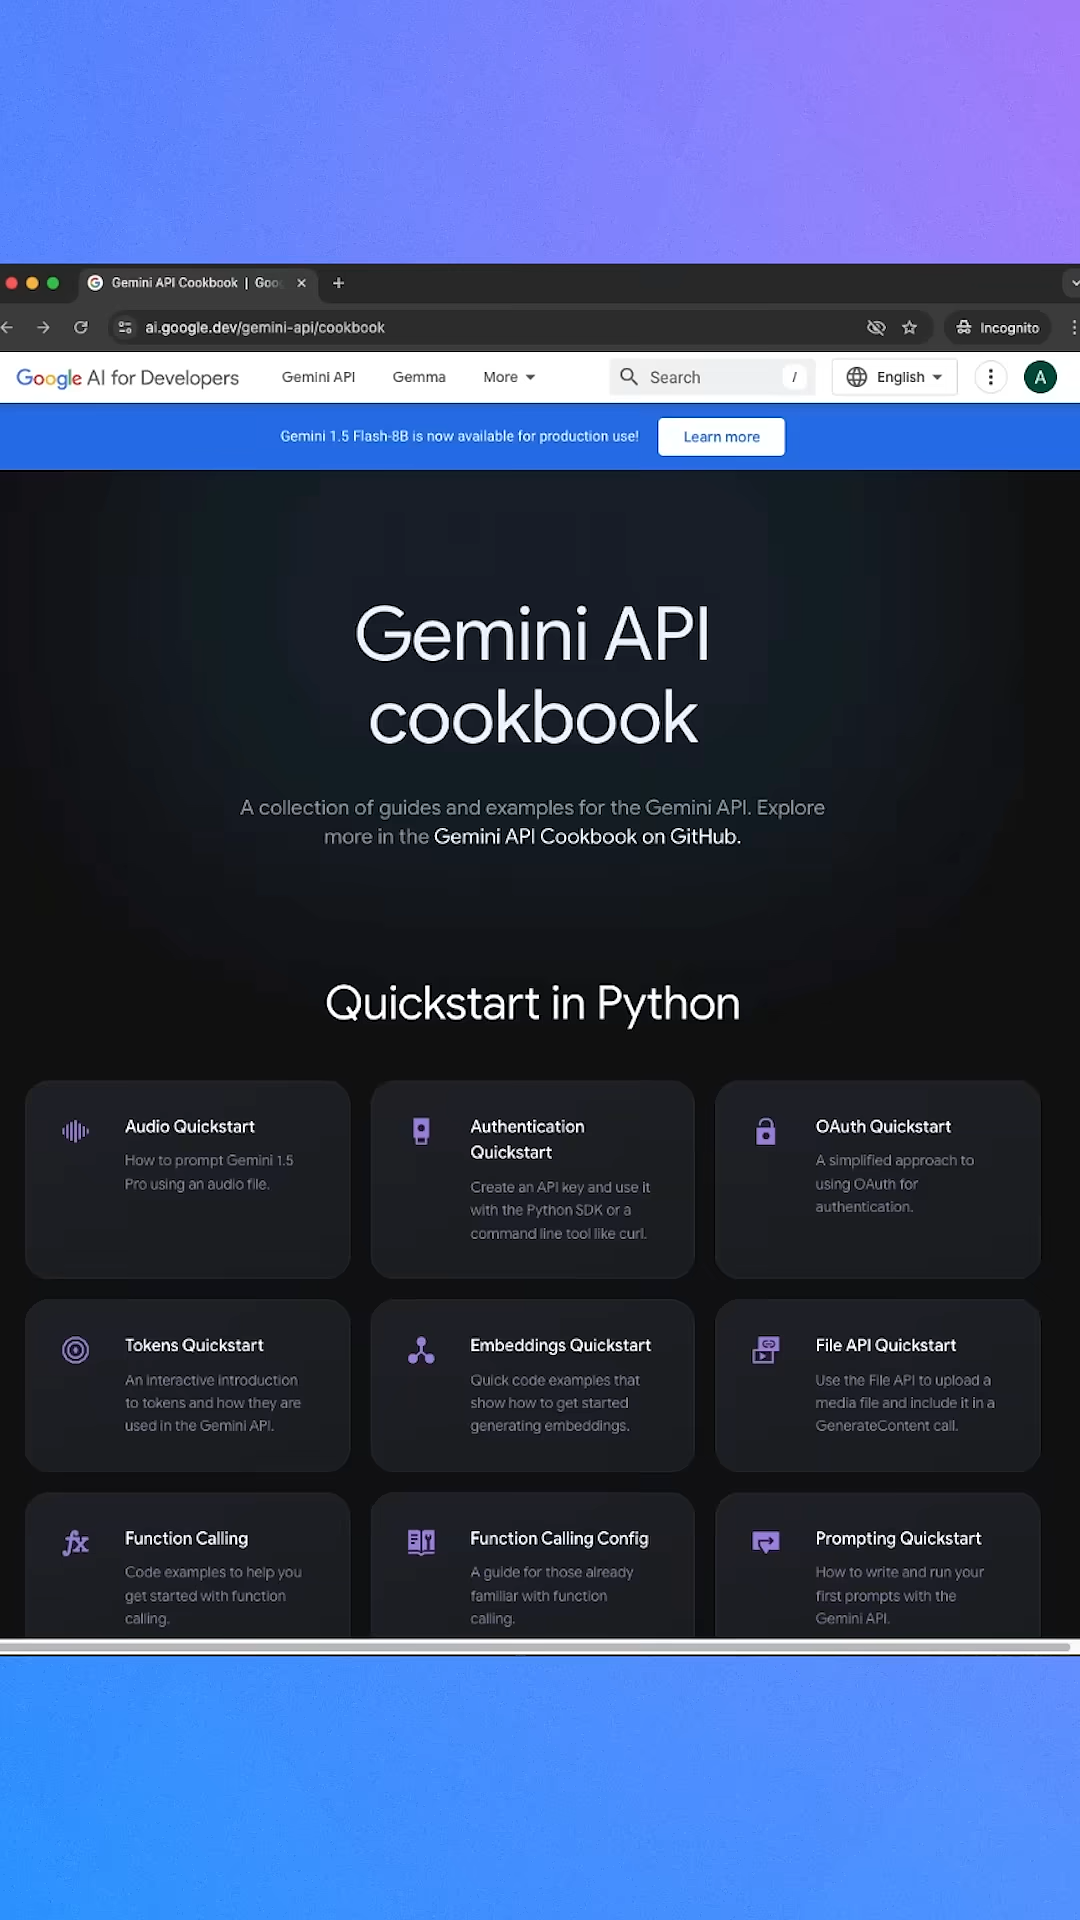 Gemini API Cookbook | Goo
ai.google.dev/gemini-api/cookbook
Incognito
Google AI for Developers
Gemini API
Gemma
More
Search
/
English
A
Gemini 1.5 Flash-8B is now available for production use!
Learn more
Gemini API
cookbook
A collection of guides and examples for the Gemini API. Explore
more in the Gemini API Cookbook on GitHub.
Quickstart in Python
Audio Quickstart
How to prompt Gemini 1.5
Pro using an audio file.
Authentication
Quickstart
Create an API key and use it
with the Python SDK or a
command line tool like curl.
OAuth Quickstart
A simplified approach to
using OAuth for
authentication.
Tokens Quickstart
An interactive introduction
to tokens and how they are
used in the Gemini API.
Embeddings Quickstart
Quick code examples that
show how to get started
generating embeddings.
File API Quickstart
Use the File API to upload a
media file and include it in a
GenerateContent call.
Function Calling
Code examples to help you
get started with function
calling.
Function Calling Config
A guide for those already
familiar with function
calling.
Prompting Quickstart
How to write and run your
first prompts with the
Gemini API.